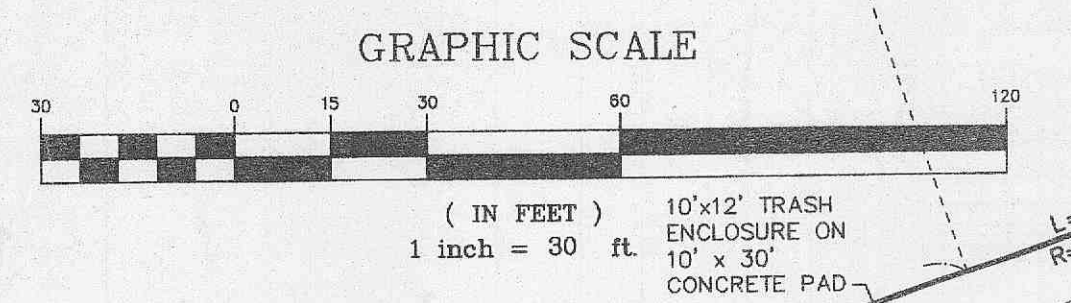 GRAPHIC SCALE
30 0 15 30 60 120
( IN FEET )
1 inch = 30 ft.
10'x12' TRASH
ENCLOSURE ON
10' x 30'
CONCRETE PAD
L=
R=